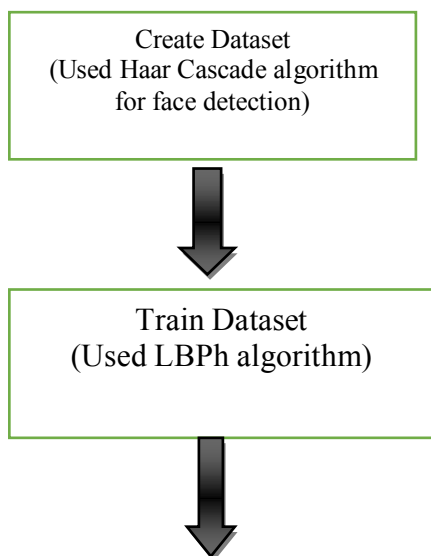 Create Dataset
(Used Haar Cascade algorithm
for face detection)
Train Dataset
(Used LBPh algorithm)